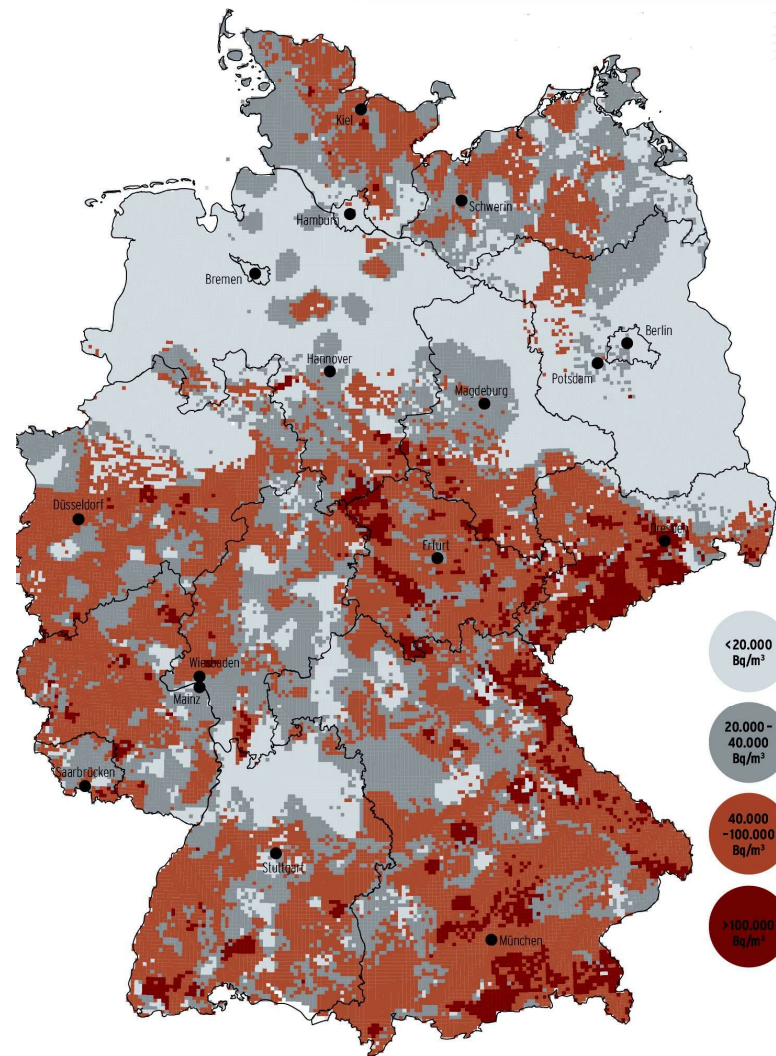 Kiel
Schwerin
Hamburg
Bremen
Berlin
Hannover
Potsdam
Magdeburg
Düsseldorf
Dresden
Erfurt
<20.000
Bq/m³
Wiesbaden
Mainz
20.000 –
40.000
Bq/m³
Saarbrücken
40.000
–100.000
Bq/m³
Stuttgart
>100.000
Bq/m³
München